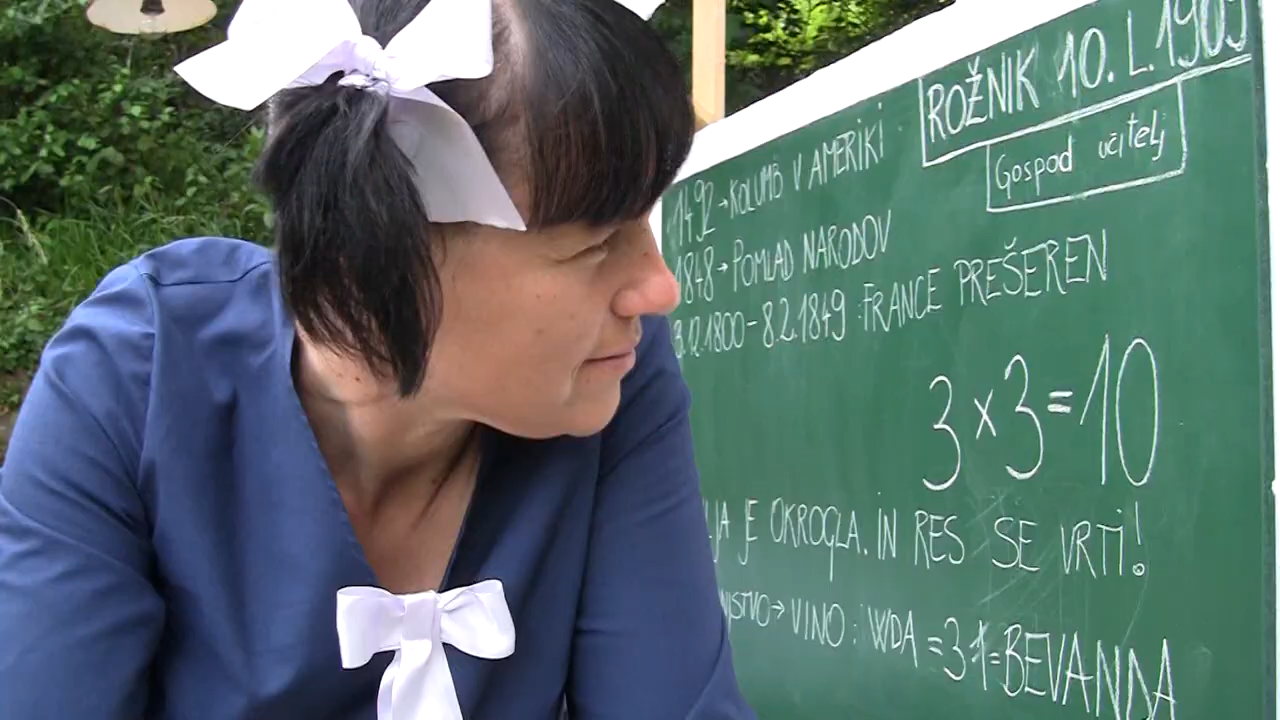 ROŽNIK 10. L. 1909
Gospod učitelj
1492 → KOLUMB V AMERIKI
1848 → POMLAD NARODOV
3.12.1800 - 8.2.1849 FRANCE PREŠEREN
3 x 3 = 10
JE OKROGLA. IN RES SE VRTI!
→ VINO : WDA = 3:1 = BEVANDA